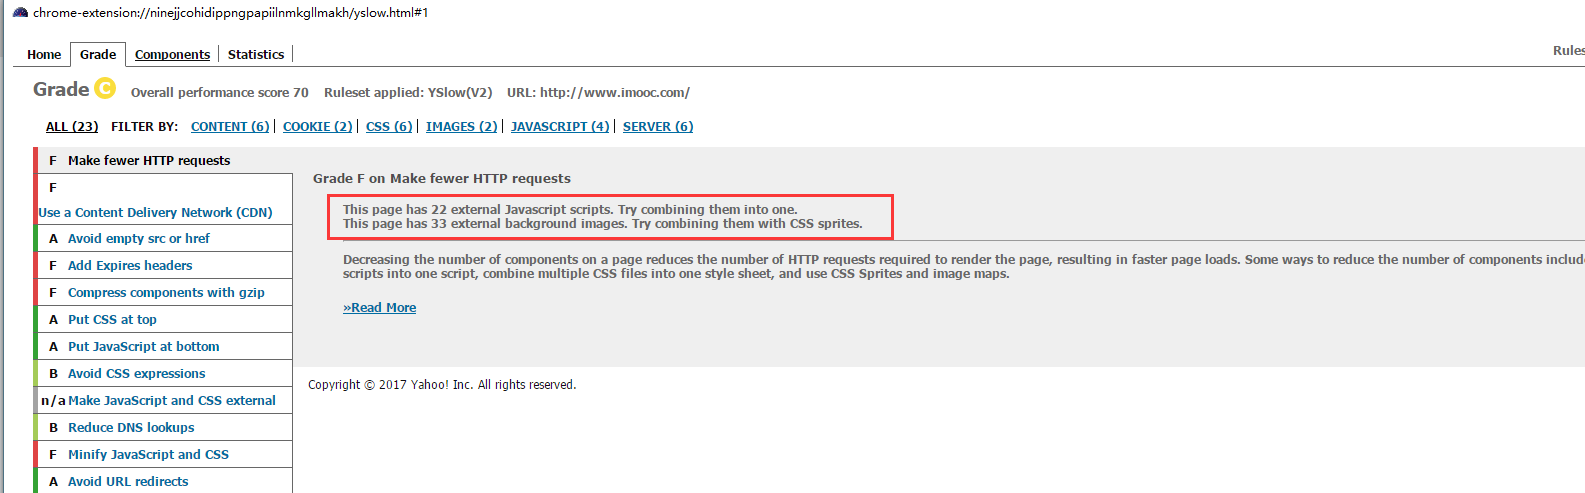 chrome-extension://ninejjcohidippngpapiilnmkgllmakh/yslow.html#1
Home Grade Components Statistics Rules
Grade C Overall performance score 70 Ruleset applied: YSlow(V2) URL: http://www.imooc.com/
ALL (23) FILTER BY: CONTENT (6) COOKIE (2) CSS (6) IMAGES (2) JAVASCRIPT (4) SERVER (6)
F Make fewer HTTP requests
F
Use a Content Delivery Network (CDN)
A Avoid empty src or href
F Add Expires headers
F Compress components with gzip
A Put CSS at top
A Put JavaScript at bottom
B Avoid CSS expressions
n/a Make JavaScript and CSS external
B Reduce DNS lookups
F Minify JavaScript and CSS
A Avoid URL redirects
Grade F on Make fewer HTTP requests
This page has 22 external Javascript scripts. Try combining them into one.
This page has 33 external background images. Try combining them with CSS sprites.
Decreasing the number of components on a page reduces the number of HTTP requests required to render the page, resulting in faster page loads. Some ways to reduce the number of components include
scripts into one script, combine multiple CSS files into one style sheet, and use CSS Sprites and image maps.
»Read More
Copyright © 2017 Yahoo! Inc. All rights reserved.